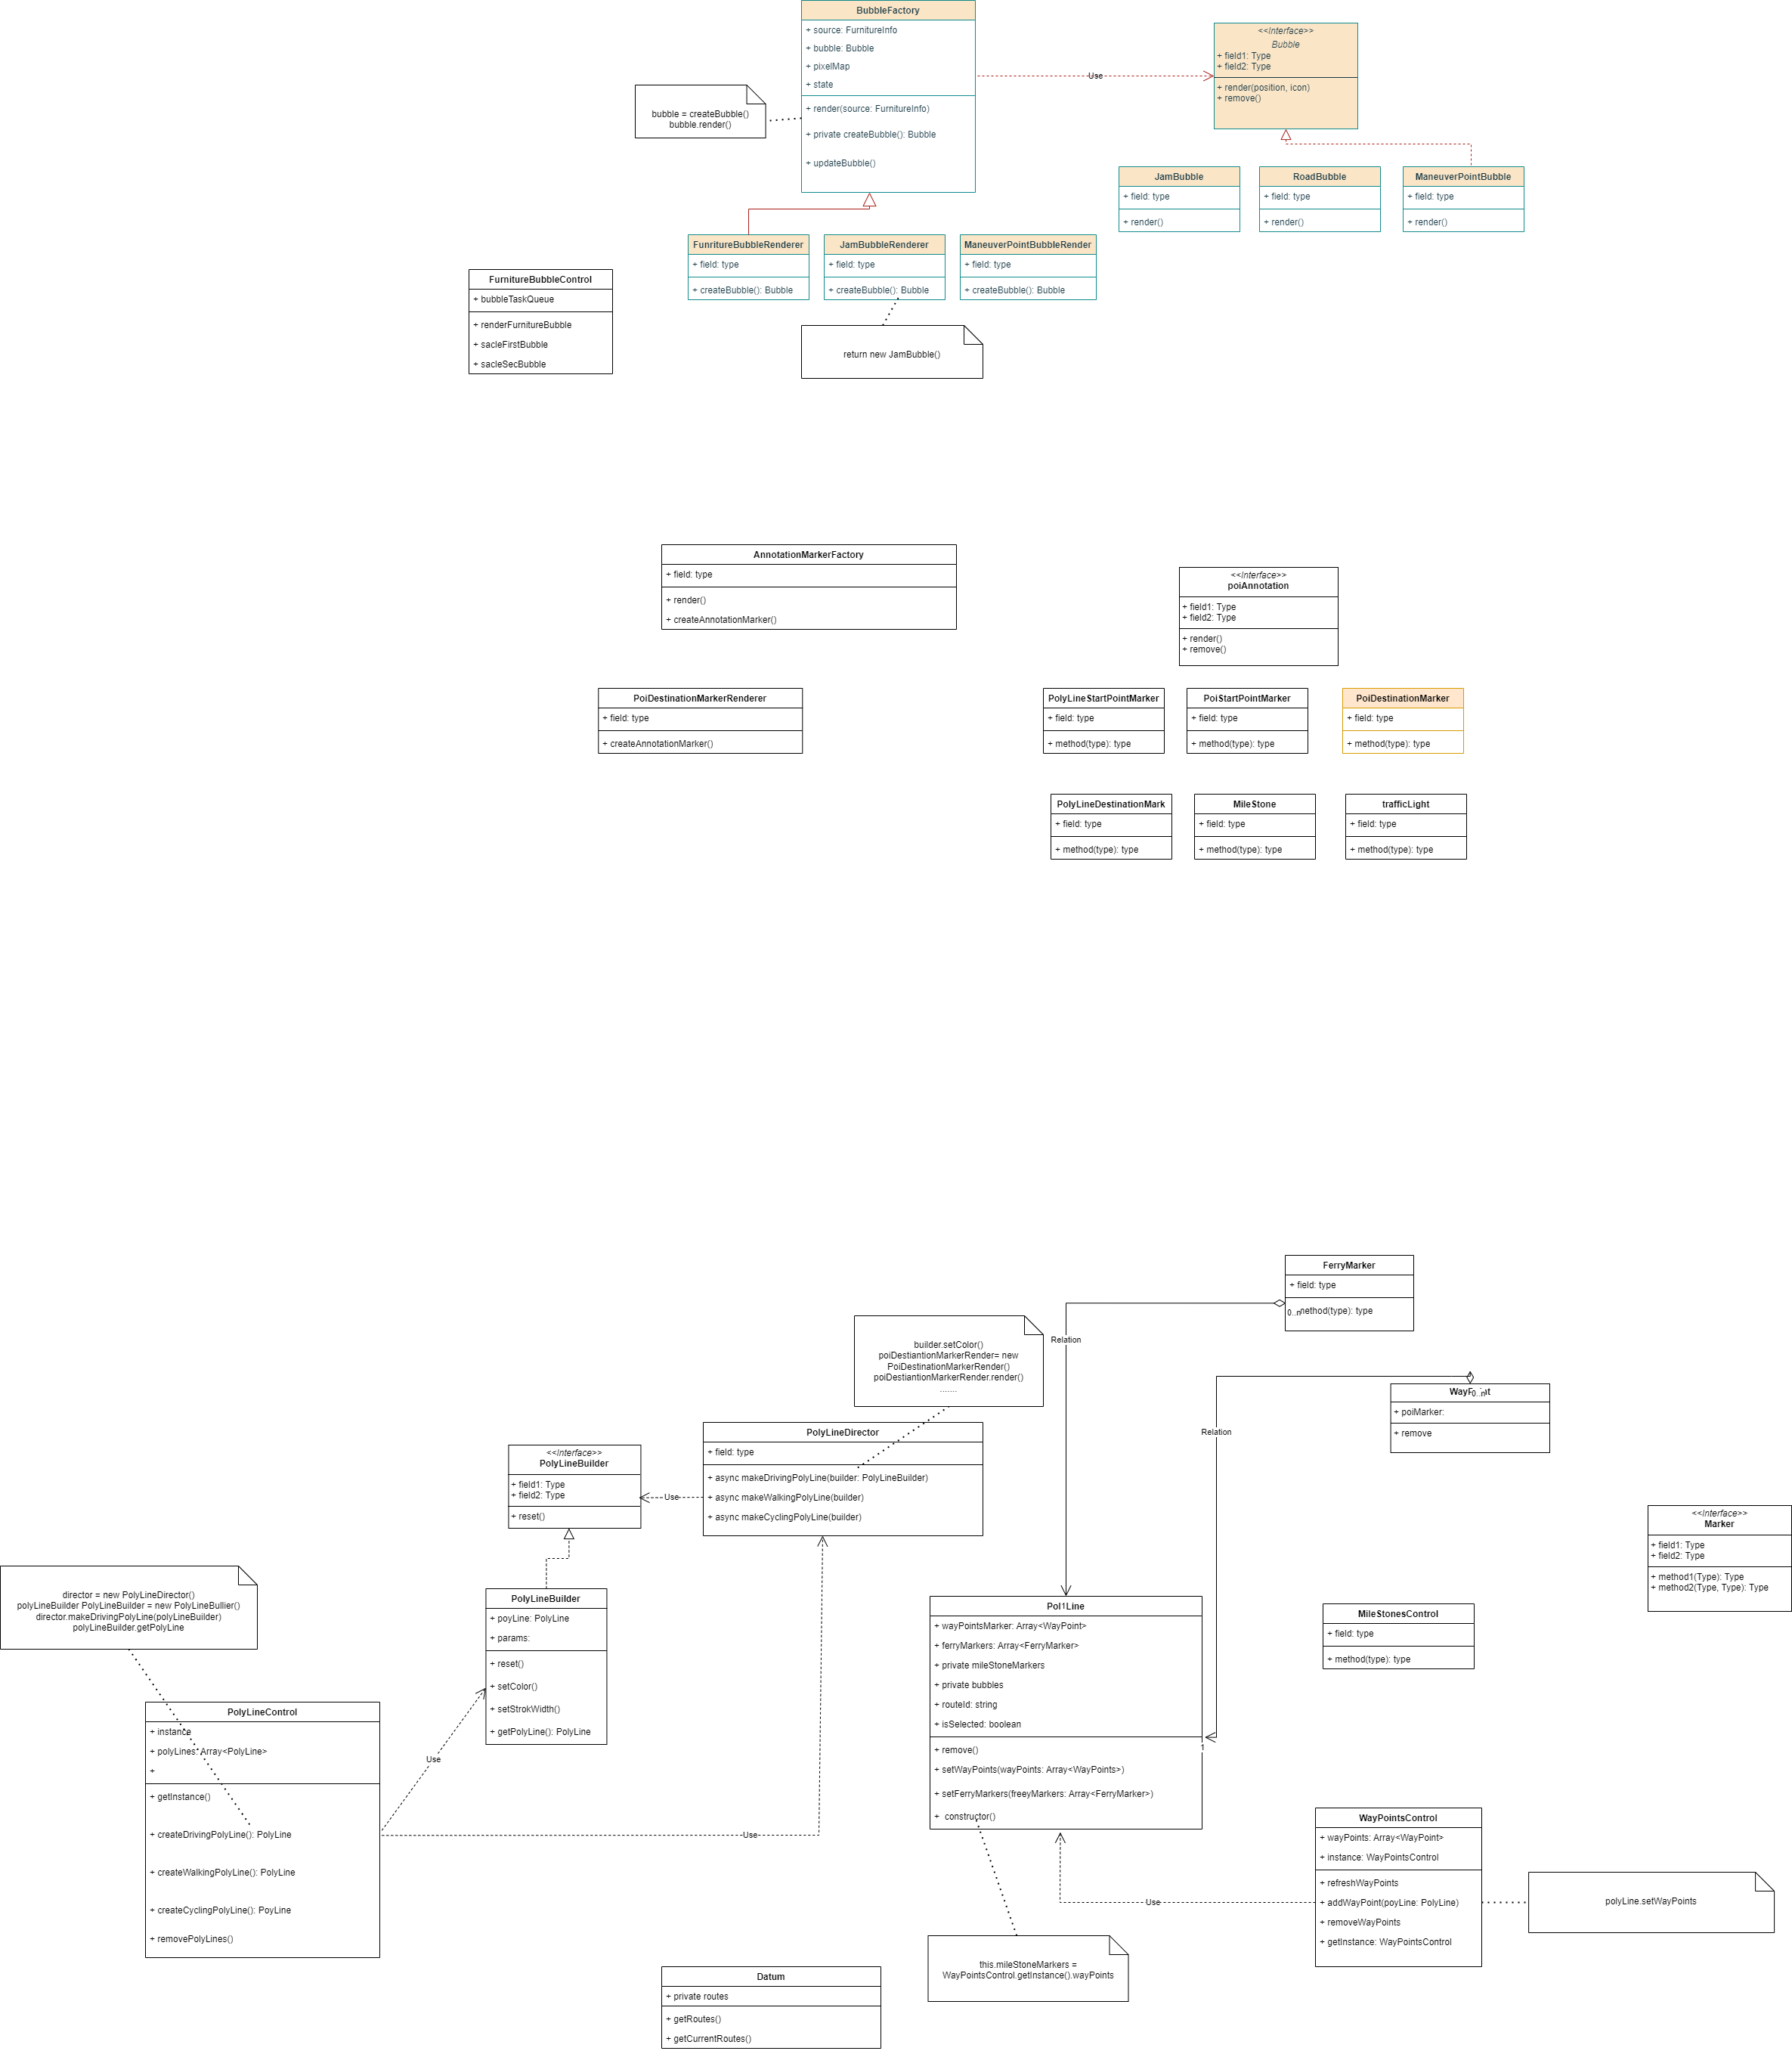 BubbleFactory
+ source: FurnitureInfo
+ bubble: Bubble
+ pixelMap
+ state
+ render(source: FurnitureInfo)
+ private createBubble(): Bubble
+ updateBubble()
bubble = createBubble()
bubble.render()
Use
<<Interface>>
Bubble
+ field1: Type
+ field2: Type
+ render(position, icon)
+ remove()
JamBubble
+ field: type
+ render()
RoadBubble
+ field: type
+ render()
ManeuverPointBubble
+ field: type
+ render()
FunritureBubbleRenderer
+ field: type
+ createBubble(): Bubble
JamBubbleRenderer
+ field: type
+ createBubble(): Bubble
ManeuverPointBubbleRender
+ field: type
+ createBubble(): Bubble
FurnitureBubbleControl
+ bubbleTaskQueue
+ renderFurnitureBubble
+ sacleFirstBubble
+ sacleSecBubble
return new JamBubble()
AnnotationMarkerFactory
+ field: type
+ render()
+ createAnnotationMarker()
<<Interface>>
poiAnnotation
+ field1: Type
+ field2: Type
+ render()
+ remove()
PoiDestinationMarkerRenderer
+ field: type
+ createAnnotationMarker()
PolyLineStartPointMarker
+ field: type
+ method(type): type
PoiStartPointMarker
+ field: type
+ method(type): type
PoiDestinationMarker
+ field: type
+ method(type): type
PolyLineDestinationMark
+ field: type
+ method(type): type
MileStone
+ field: type
+ method(type): type
trafficLight
+ field: type
+ method(type): type
FerryMarker
+ field: type
0..n
(type): type
Relation
builder.setColor()
poiDestiantionMarkerRender= new
PoiDestinationMarkerRender()
poiDestiantionMarkerRender.render()
.......
0..n
+ poiMarker:
+ remove
Relation
PolyLineDirector
+ field: type
+ async makeDrivingPolyLine(builder: PolyLineBuilder)
+ async makeWalkingPolyLine(builder)
+ async makeCyclingPolyLine(builder)
<<Interface>>
PolyLineBuilder
+ field1: Type
+ field2: Type
+ reset()
Use
<<Interface>>
Marker
+ field1: Type
+ field2: Type
+ method1(Type): Type
+ method2(Type, Type): Type
director = new PolyLineDirector()
polyLineBuilder PolyLineBuilder = new PolyLineBullier()
director.makeDrivingPolyLine(polyLineBuilder)
polyLineBuilder.getPolyLine
PolyLineBuilder
+ poyLine: PolyLine
+ params:
+ reset()
+ setColor()
+ setStrokWidth()
+ getPolyLine(): PolyLine
1
Line
+ wayPointsMarker: Array<WayPoint>
+ ferryMarkers: Array<FerryMarker>
+ private mileStoneMarkers
+ private bubbles
+ routeId: string
+ isSelected: boolean
+ remove()
+ setWayPoints(wayPoints: Array<WayPoints>)
+ setFerryMarkers(freeyMarkers: Array<FerryMarker>)
+ constructor()
1
MileStonesControl
+ field: type
+ method(type): type
PolyLineControl
+ instance
+ polyLines: Array<PolyLine>
+
+ getInstance()
+ createDrivingPolyLine(): PolyLine
+ createWalkingPolyLine(): PolyLine
+ createCyclingPolyLine(): PoyLine
+ removePolyLines()
Use
Use
WayPointsControl
+ wayPoints: Array<WayPoint>
+ instance: WayPointsControl
+ refreshWayPoints
+ addWayPoint(poyLine: PolyLine)
+ removeWayPoints
+ getInstance: WayPointsControl
Use
polyLine.setWayPoints
this.mileStoneMarkers =
WayPointsControl.getInstance().wayPoints
Datum
+ private routes
+ getRoutes()
+ getCurrentRoutes()